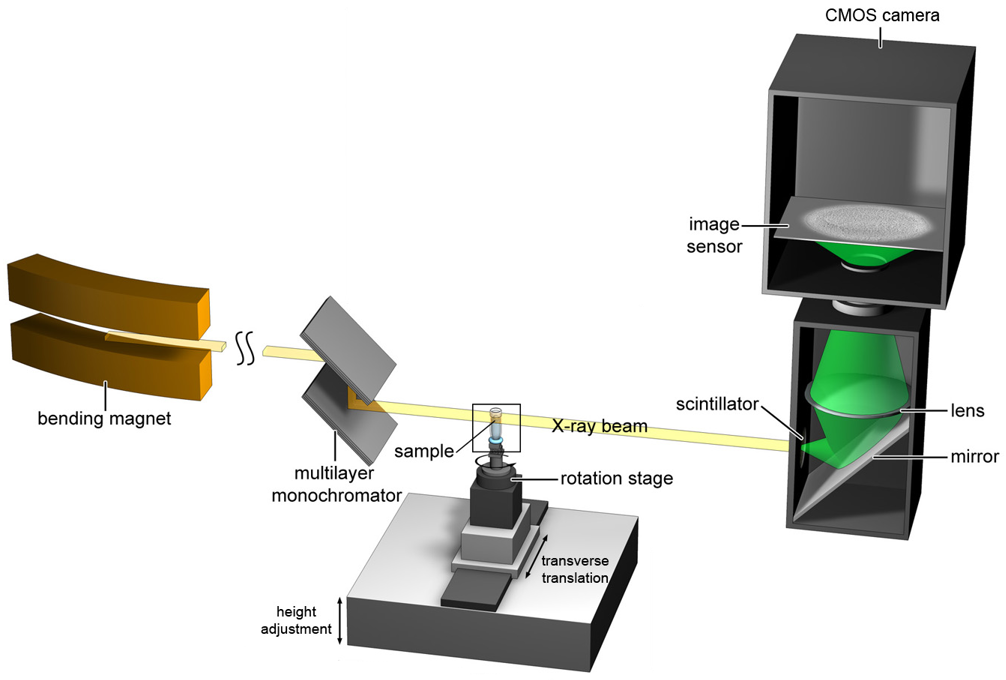 CMOS camera
image
sensor
bending magnet
scintillator
lens
X-ray beam
sample
mirror
multilayer
monochromator
rotation stage
transverse
translation
height
adjustment